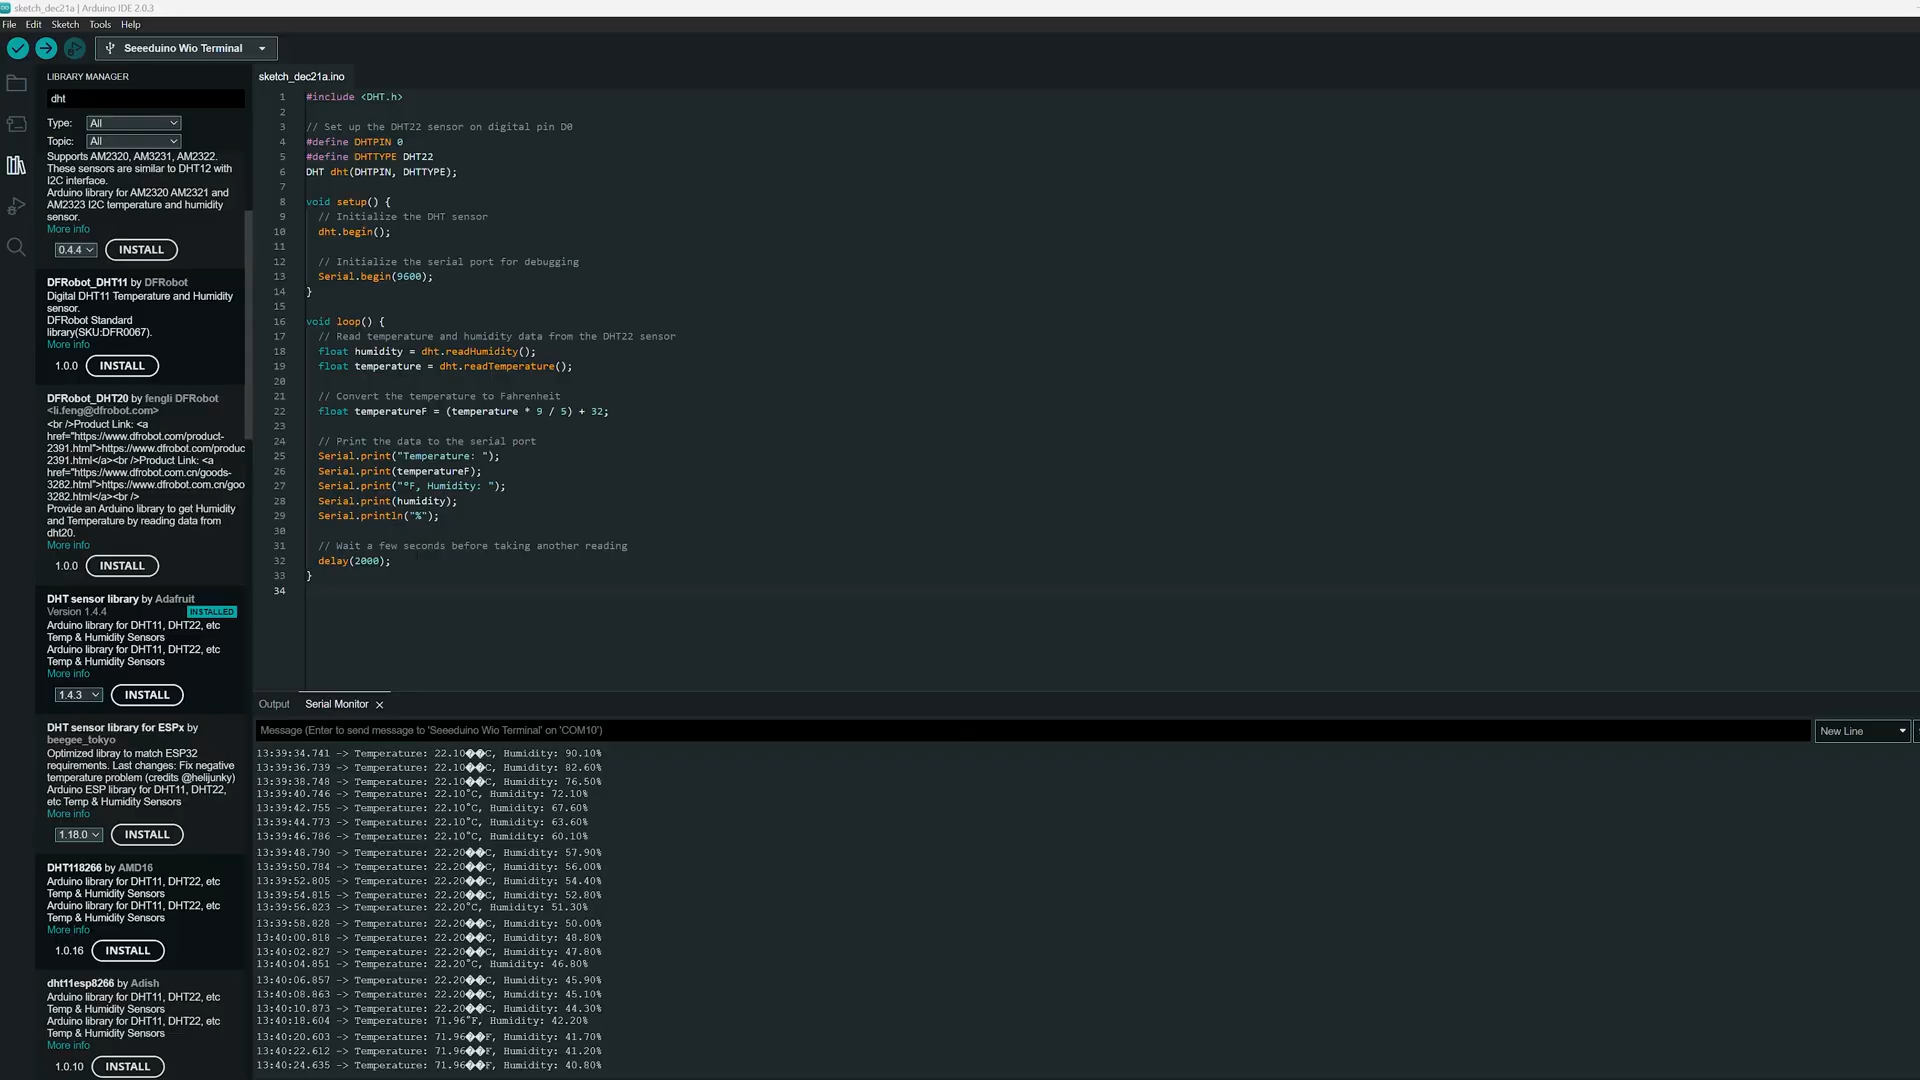 sketch_dec21a | Arduino IDE 2.0.3
File Edit Sketch Tools Help
Seeeduino Wio Terminal
LIBRARY MANAGER
dht
Type: All
Topic: All
Supports AM2320, AM3231, AM2322.
These sensors are similar to DHT12 with
I2C interface.
Arduino library for AM2320 AM2321 and
AM2323 I2C temperature and humidity
sensor.
More info
0.4.4 INSTALL
DFRobot_DHT11 by DFRobot
Digital DHT11 Temperature and Humidity
sensor.
DFRobot Standard
library(SKU:DFR0067).
More info
1.0.0 INSTALL
DFRobot_DHT20 by fengli DFRobot
<li.feng@dfrobot.com>
<br />Product Link: <a
href="https://www.dfrobot.com/product-
2391.html">https://www.dfrobot.com/produc
2391.html</a><br />Product Link: <a
href="https://www.dfrobot.com.cn/goods-
3282.html">https://www.dfrobot.com.cn/goo
3282.html</a><br />
Provide an Arduino library to get Humidity
and Temperature by reading data from
dht20.
More info
1.0.0 INSTALL
DHT sensor library by Adafruit
Version 1.4.4 INSTALLED
Arduino library for DHT11, DHT22, etc
Temp & Humidity Sensors
Arduino library for DHT11, DHT22, etc
Temp & Humidity Sensors
More info
1.4.3 INSTALL
DHT sensor library for ESPx by
beegee_tokyo
Optimized libray to match ESP32
requirements. Last changes: Fix negative
temperature problem (credits @helijunky)
Arduino ESP library for DHT11, DHT22,
etc Temp & Humidity Sensors
More info
1.18.0 INSTALL
DHT118266 by AMD16
Arduino library for DHT11, DHT22, etc
Temp & Humidity Sensors
Arduino library for DHT11, DHT22, etc
Temp & Humidity Sensors
More info
1.0.16 INSTALL
dht11esp8266 by Adish
Arduino library for DHT11, DHT22, etc
Temp & Humidity Sensors
Arduino library for DHT11, DHT22, etc
Temp & Humidity Sensors
More info
1.0.10 INSTALL
sketch_dec21a.ino
1 #include <DHT.h>
2
3 // Set up the DHT22 sensor on digital pin D0
4 #define DHTPIN 0
5 #define DHTTYPE DHT22
6 DHT dht(DHTPIN, DHTTYPE);
7
8 void setup() {
9 // Initialize the DHT sensor
10 dht.begin();
11
12 // Initialize the serial port for debugging
13 Serial.begin(9600);
14 }
15
16 void loop() {
17 // Read temperature and humidity data from the DHT22 sensor
18 float humidity = dht.readHumidity();
19 float temperature = dht.readTemperature();
20
21 // Convert the temperature to Fahrenheit
22 float temperatureF = (temperature * 9 / 5) + 32;
23
24 // Print the data to the serial port
25 Serial.print("Temperature: ");
26 Serial.print(temperatureF);
27 Serial.print("°F, Humidity: ");
28 Serial.print(humidity);
29 Serial.println("%");
30
31 // Wait a few seconds before taking another reading
32 delay(2000);
33 }
34
Output Serial Monitor
Message (Enter to send message to 'Seeeduino Wio Terminal' on 'COM10')
New Line
13:39:34.741 -> Temperature: 22.10��C, Humidity: 90.10%
13:39:36.739 -> Temperature: 22.10��C, Humidity: 82.60%
13:39:38.748 -> Temperature: 22.10��C, Humidity: 76.50%
13:39:40.746 -> Temperature: 22.10°C, Humidity: 72.10%
13:39:42.755 -> Temperature: 22.10°C, Humidity: 67.60%
13:39:44.773 -> Temperature: 22.10°C, Humidity: 63.60%
13:39:46.786 -> Temperature: 22.10°C, Humidity: 60.10%
13:39:48.790 -> Temperature: 22.20��C, Humidity: 57.90%
13:39:50.784 -> Temperature: 22.20��C, Humidity: 56.00%
13:39:52.805 -> Temperature: 22.20��C, Humidity: 54.40%
13:39:54.815 -> Temperature: 22.20��C, Humidity: 52.80%
13:39:56.823 -> Temperature: 22.20°C, Humidity: 51.30%
13:39:58.828 -> Temperature: 22.20��C, Humidity: 50.00%
13:40:00.818 -> Temperature: 22.20��C, Humidity: 48.80%
13:40:02.827 -> Temperature: 22.20��C, Humidity: 47.80%
13:40:04.851 -> Temperature: 22.20°C, Humidity: 46.80%
13:40:06.857 -> Temperature: 22.20��C, Humidity: 45.90%
13:40:08.863 -> Temperature: 22.20��C, Humidity: 45.10%
13:40:10.873 -> Temperature: 22.20��C, Humidity: 44.30%
13:40:18.604 -> Temperature: 71.96°F, Humidity: 42.20%
13:40:20.603 -> Temperature: 71.96��F, Humidity: 41.70%
13:40:22.612 -> Temperature: 71.96��F, Humidity: 41.20%
13:40:24.635 -> Temperature: 71.96��F, Humidity: 40.80%